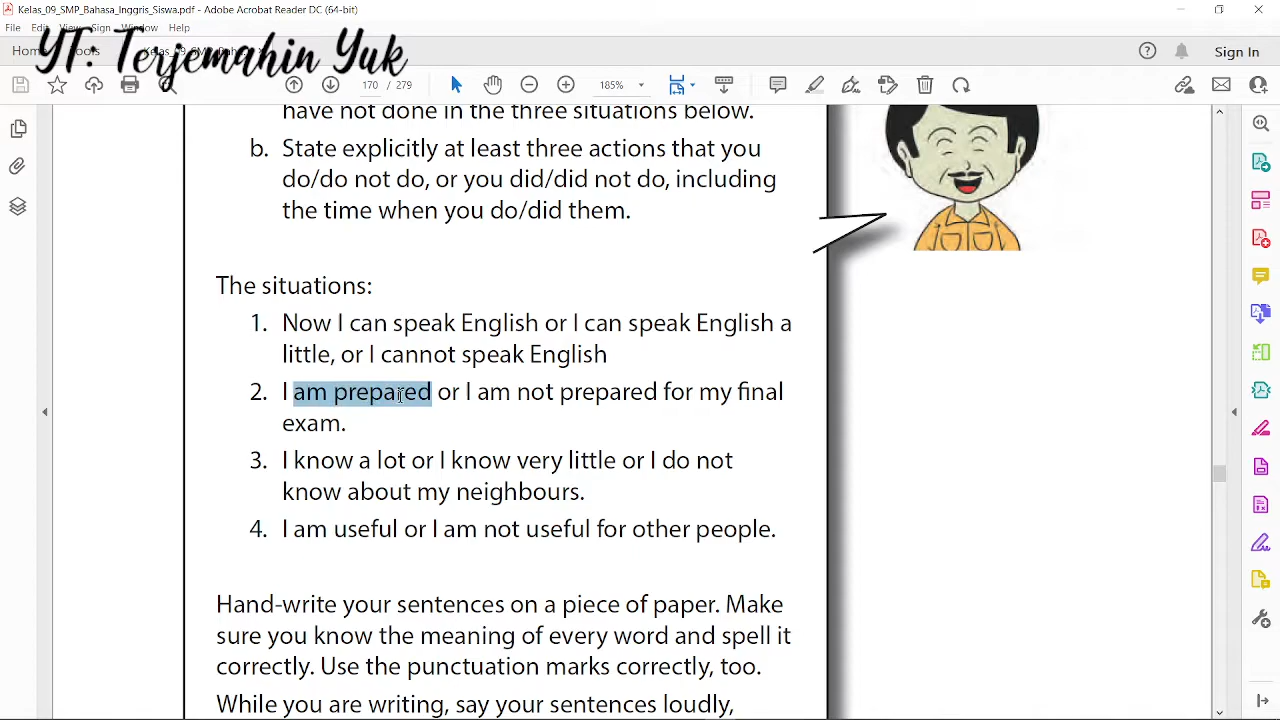 Kelas_09_SMP_Bahasa_Inggris_Siswa.pdf - Adobe Acrobat Reader DC (64-bit)
File Edit View Sign Window Help
YT: Terjemahin Yuk
Home Tools
Sign In
170 / 279
185%
have not done in the three situations below.
b. State explicitly at least three actions that you
do/do not do, or you did/did not do, including
the time when you do/did them.
The situations:
1. Now I can speak English or I can speak English a
little, or I cannot speak English
2. I am prepared or I am not prepared for my final
exam.
3. I know a lot or I know very little or I do not
know about my neighbours.
4. I am useful or I am not useful for other people.
Hand-write your sentences on a piece of paper. Make
sure you know the meaning of every word and spell it
correctly. Use the punctuation marks correctly, too.
While you are writing, say your sentences loudly,